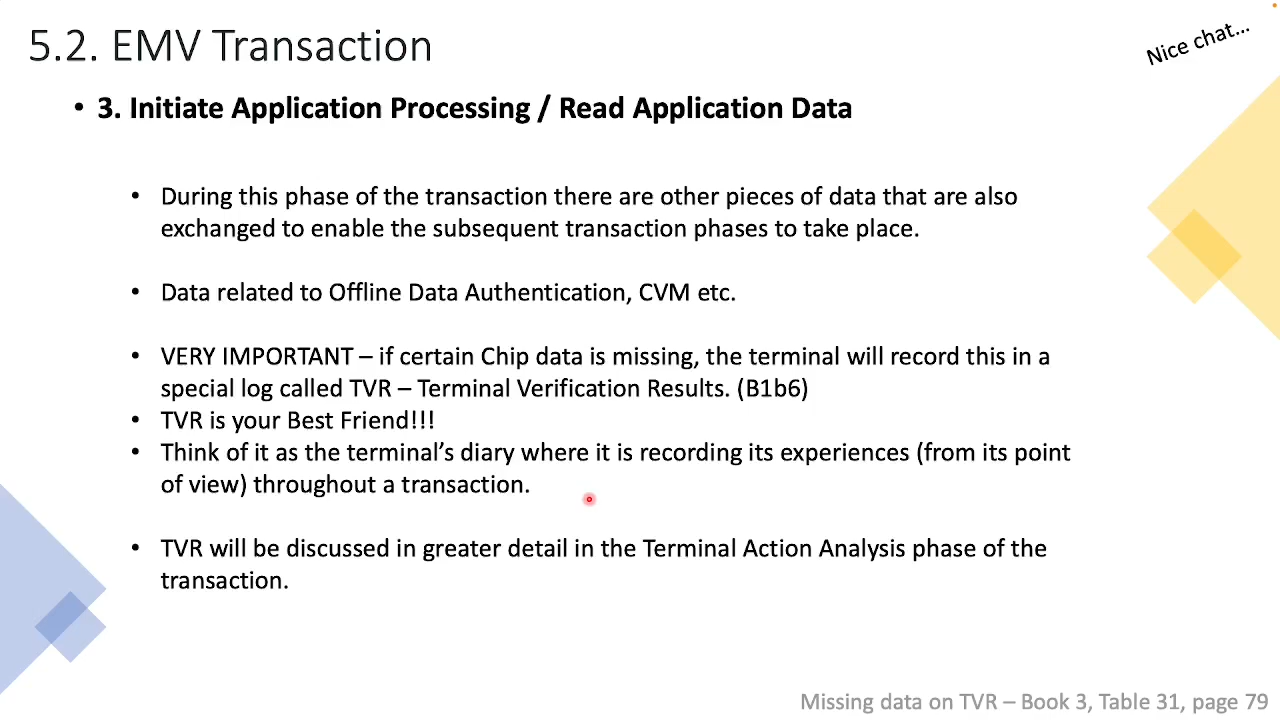 5.2. EMV Transaction
Nice chat...
• 3. Initiate Application Processing / Read Application Data
• During this phase of the transaction there are other pieces of data that are also
exchanged to enable the subsequent transaction phases to take place.
• Data related to Offline Data Authentication, CVM etc.
• VERY IMPORTANT – if certain Chip data is missing, the terminal will record this in a
special log called TVR – Terminal Verification Results. (B1b6)
• TVR is your Best Friend!!!
• Think of it as the terminal’s diary where it is recording its experiences (from its point
of view) throughout a transaction.
• TVR will be discussed in greater detail in the Terminal Action Analysis phase of the
transaction.
Missing data on TVR – Book 3, Table 31, page 79